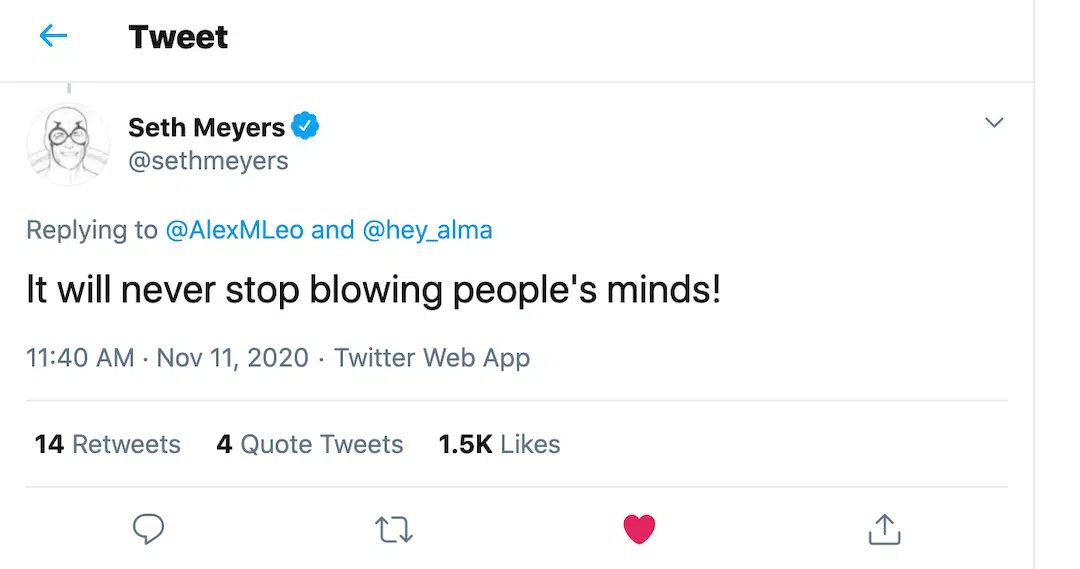 Tweet
Seth Meyers
@sethmeyers
Replying to @AlexMLeo and @hey_alma
It will never stop blowing people's minds!
11:40 AM · Nov 11, 2020 · Twitter Web App
14 Retweets 4 Quote Tweets 1.5K Likes